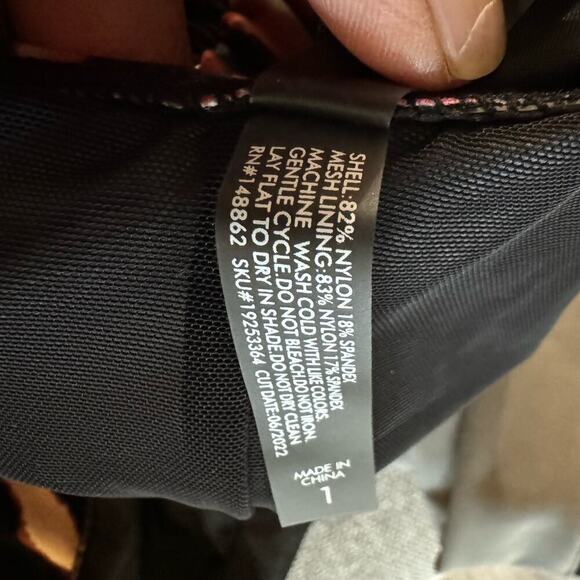 SHELL:82% NYLON 18% SPANDEX
MESH LINING:83% NYLON 17% SPANDEX
MACHINE WASH COLD WITH LIKE COLORS.
GENTLE CYCLE.DO NOT BLEACH.DO NOT IRON.
LAY FLAT TO DRY IN SHADE.DO NOT DRY CLEAN
RN#148862 SKU#19253364 CUT DATE:06/2022
MADE IN
CHINA
1